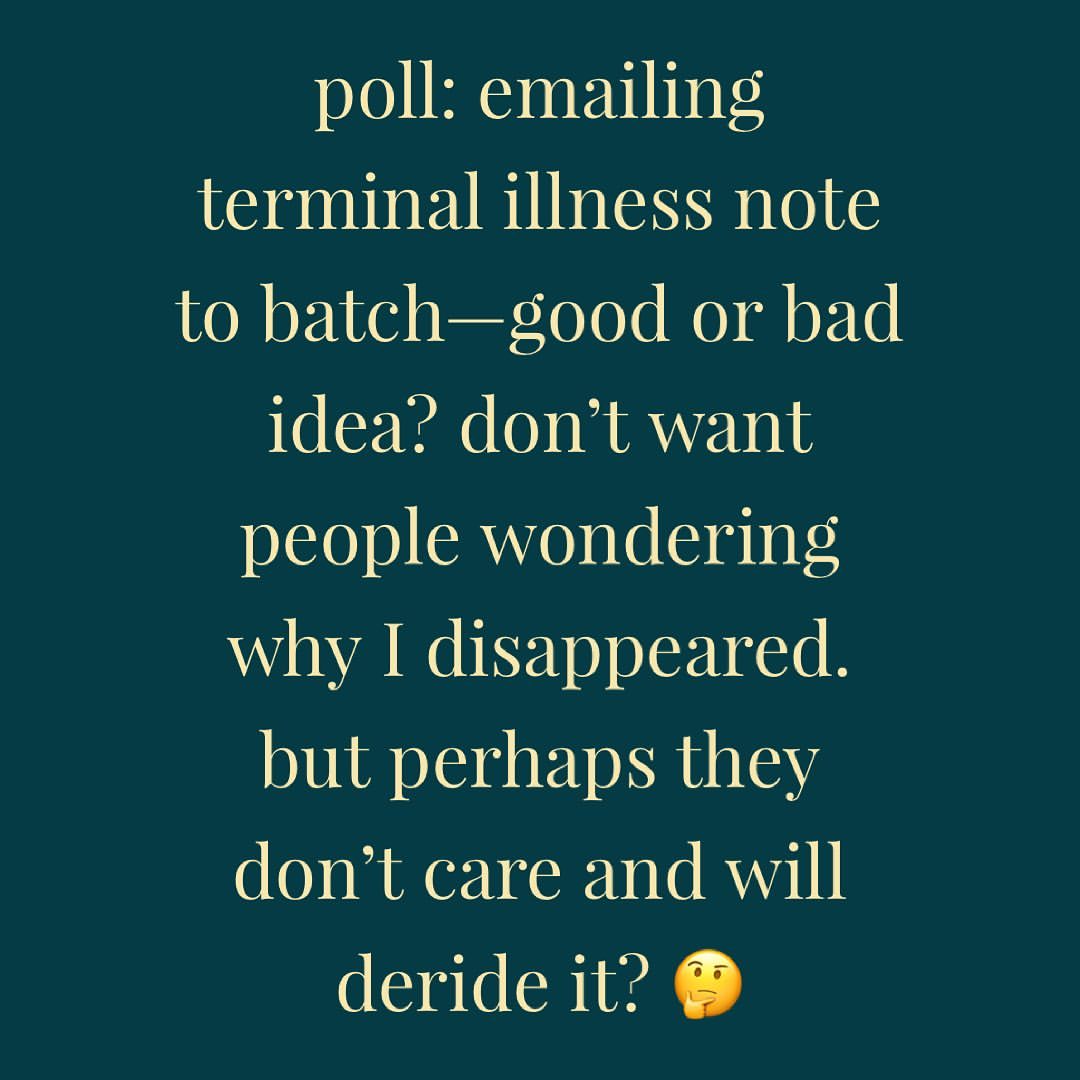 poll: emailing
terminal illness note
to batch—good or bad
idea? don’t want
people wondering
why I disappeared.
but perhaps they
don’t care and will
deride it? 🤔